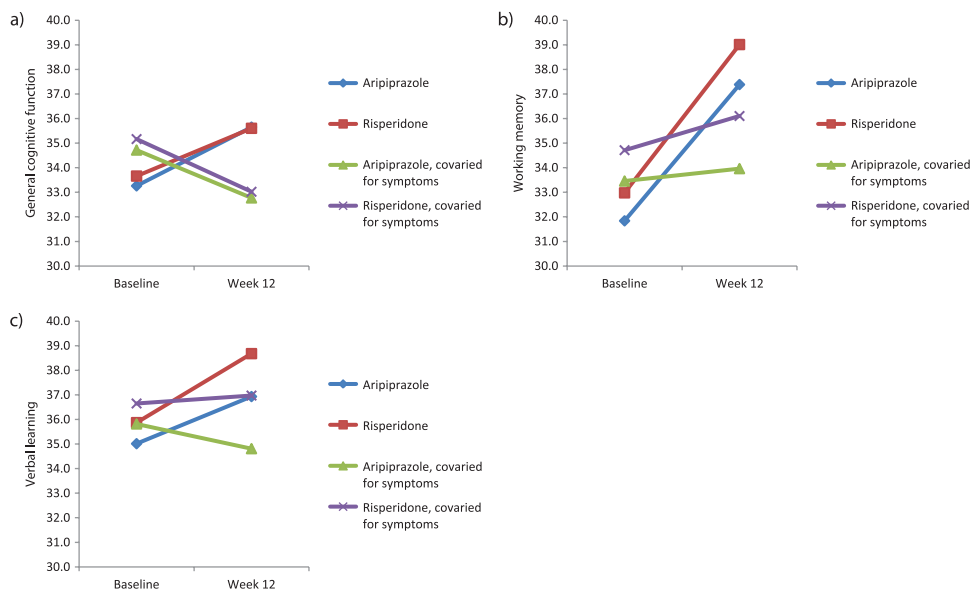 a)
General cognitive function
40.0
39.0
38.0
37.0
36.0
35.0
34.0
33.0
32.0
31.0
30.0
Baseline
Week 12
Aripiprazole
Risperidone
Aripiprazole, covaried
for symptoms
Risperidone, covaried
for symptoms
b)
Working memory
40.0
39.0
38.0
37.0
36.0
35.0
34.0
33.0
32.0
31.0
30.0
Baseline
Week 12
Aripiprazole
Risperidone
Aripiprazole, covaried
for symptoms
Risperidone, covaried
for symptoms
c)
Verbal learning
40.0
39.0
38.0
37.0
36.0
35.0
34.0
33.0
32.0
31.0
30.0
Baseline
Week 12
Aripiprazole
Risperidone
Aripiprazole, covaried
for symptoms
Risperidone, covaried
for symptoms